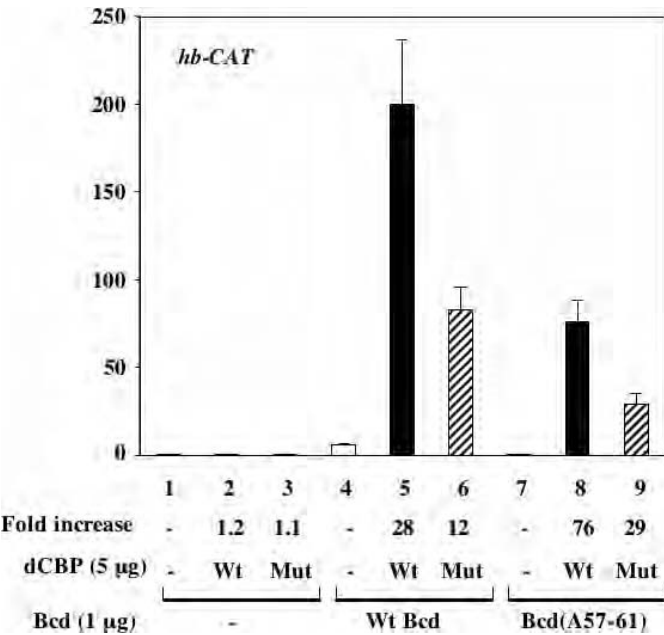 250
hb-CAT
200
150
100
50
0
1 2 3 4 5 6 7 8 9
Fold increase - 1.2 1.1 - 28 12 - 76 29
dCBP (5 µg) - Wt Mut - Wt Mut - Wt Mut
Bcd (1 µg) - Wt Bcd Bcd(A57-61)